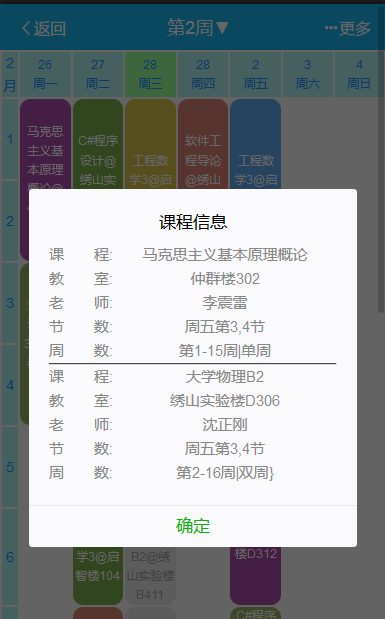 返回
第2周▼
•••更多
2月
26 周一
27 周二
28 周三
28 周四
2 周五
3 周六
4 周日
1
2
3
4
5
6
马克思
主义基
本原理
概论@
C#程序
设计@
绣山实
工程数
学3@启
软件工
程导论
@绣山
工程数
学3@启
课程信息
课 程: 马克思主义基本原理概论
教 室: 仲群楼302
老 师: 李震雷
节 数: 周五第3,4节
周 数: 第1-15周|单周
课 程: 大学物理B2
教 室: 绣山实验楼D306
老 师: 沈正刚
节 数: 周五第3,4节
周 数: 第2-16周|双周}
确定
学3@启
智楼104
B2@绣
山实验楼
B411
楼D312
C#程序